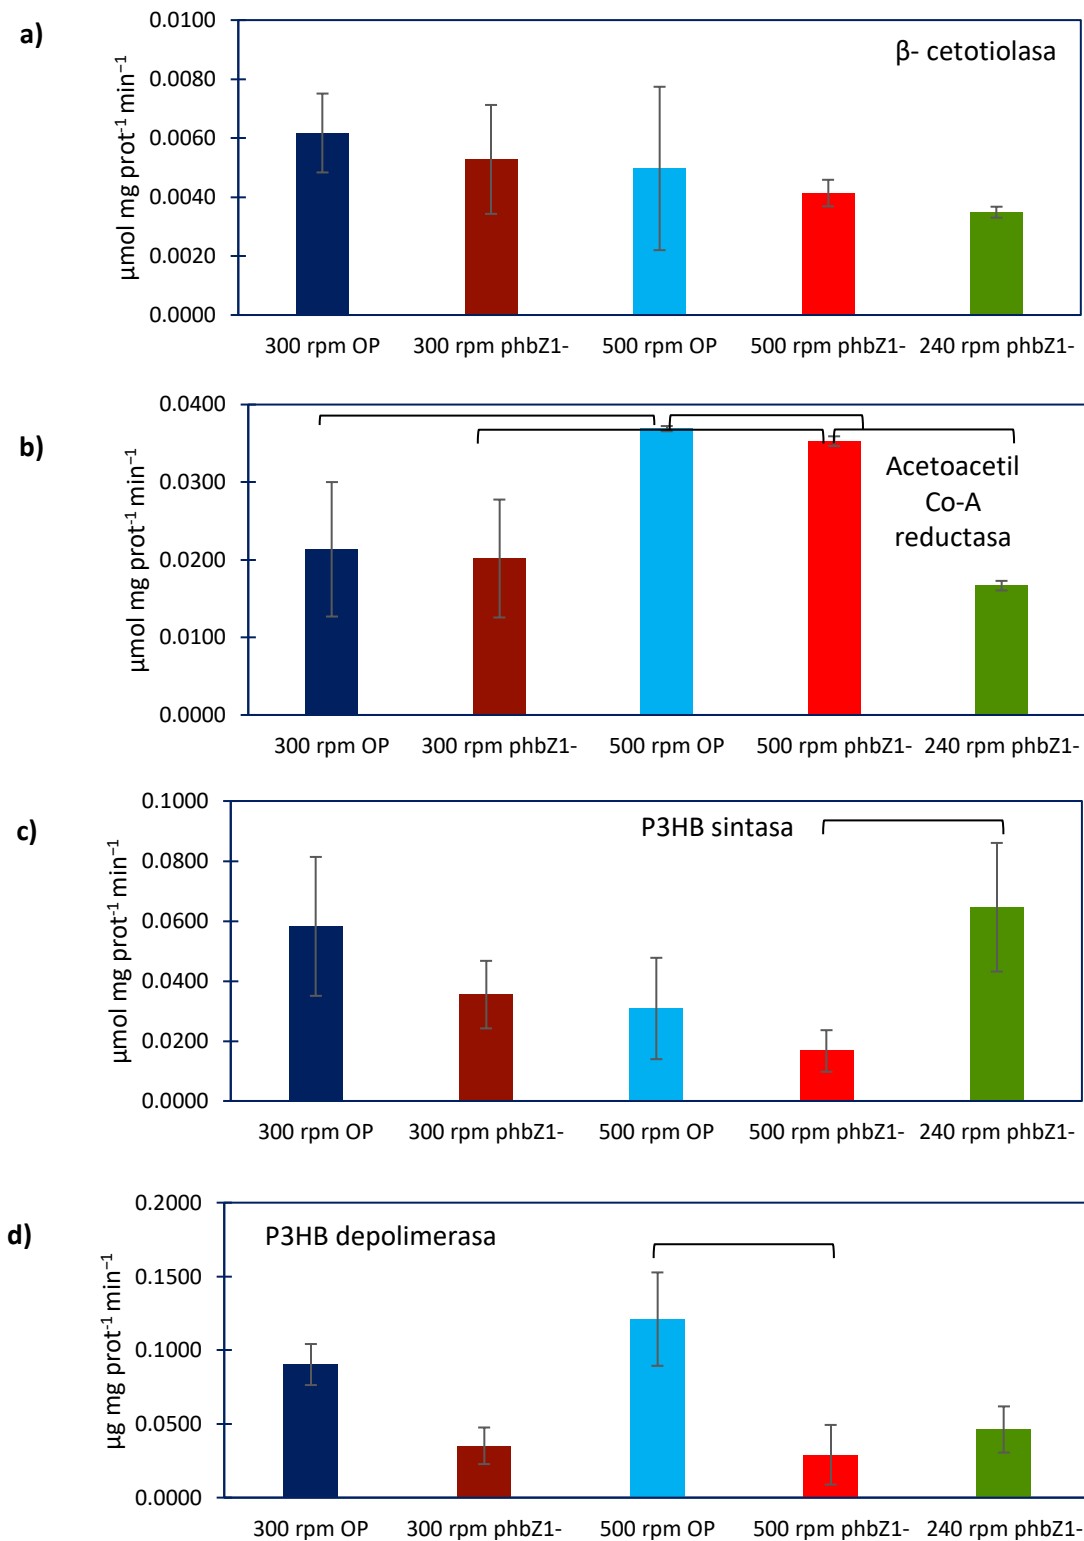 a)
β- cetotiolasa
µmol mg prot⁻¹ min⁻¹
0.0100
0.0080
0.0060
0.0040
0.0020
0.0000
300 rpm OP 300 rpm phbZ1- 500 rpm OP 500 rpm phbZ1- 240 rpm phbZ1-
b)
Acetoacetil
Co-A
reductasa
µmol mg prot⁻¹ min⁻¹
0.0400
0.0300
0.0200
0.0100
0.0000
300 rpm OP 300 rpm phbZ1- 500 rpm OP 500 rpm phbZ1- 240 rpm phbZ1-
c)
P3HB sintasa
µmol mg prot⁻¹ min⁻¹
0.1000
0.0800
0.0600
0.0400
0.0200
0.0000
300 rpm OP 300 rpm phbZ1- 500 rpm OP 500 rpm phbZ1- 240 rpm phbZ1-
d)
P3HB depolimerasa
µg mg prot⁻¹ min⁻¹
0.2000
0.1500
0.1000
0.0500
0.0000
300 rpm OP 300 rpm phbZ1- 500 rpm OP 500 rpm phbZ1- 240 rpm phbZ1-